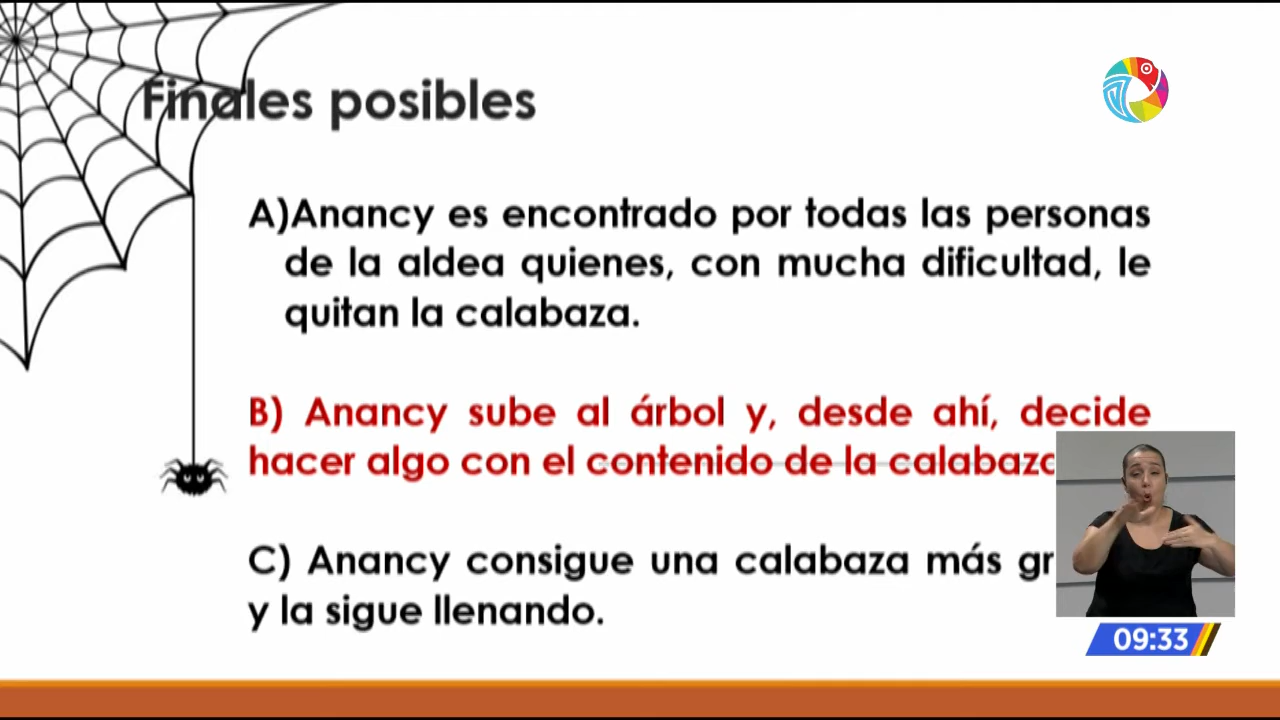 Finales posibles
A)Anancy es encontrado por todas las personas
de la aldea quienes, con mucha dificultad, le
quitan la calabaza.
B) Anancy sube al árbol y, desde ahí, decide
hacer algo con el contenido de la
C) Anancy consigue una calabaza más
y la sigue llenando.
09:33